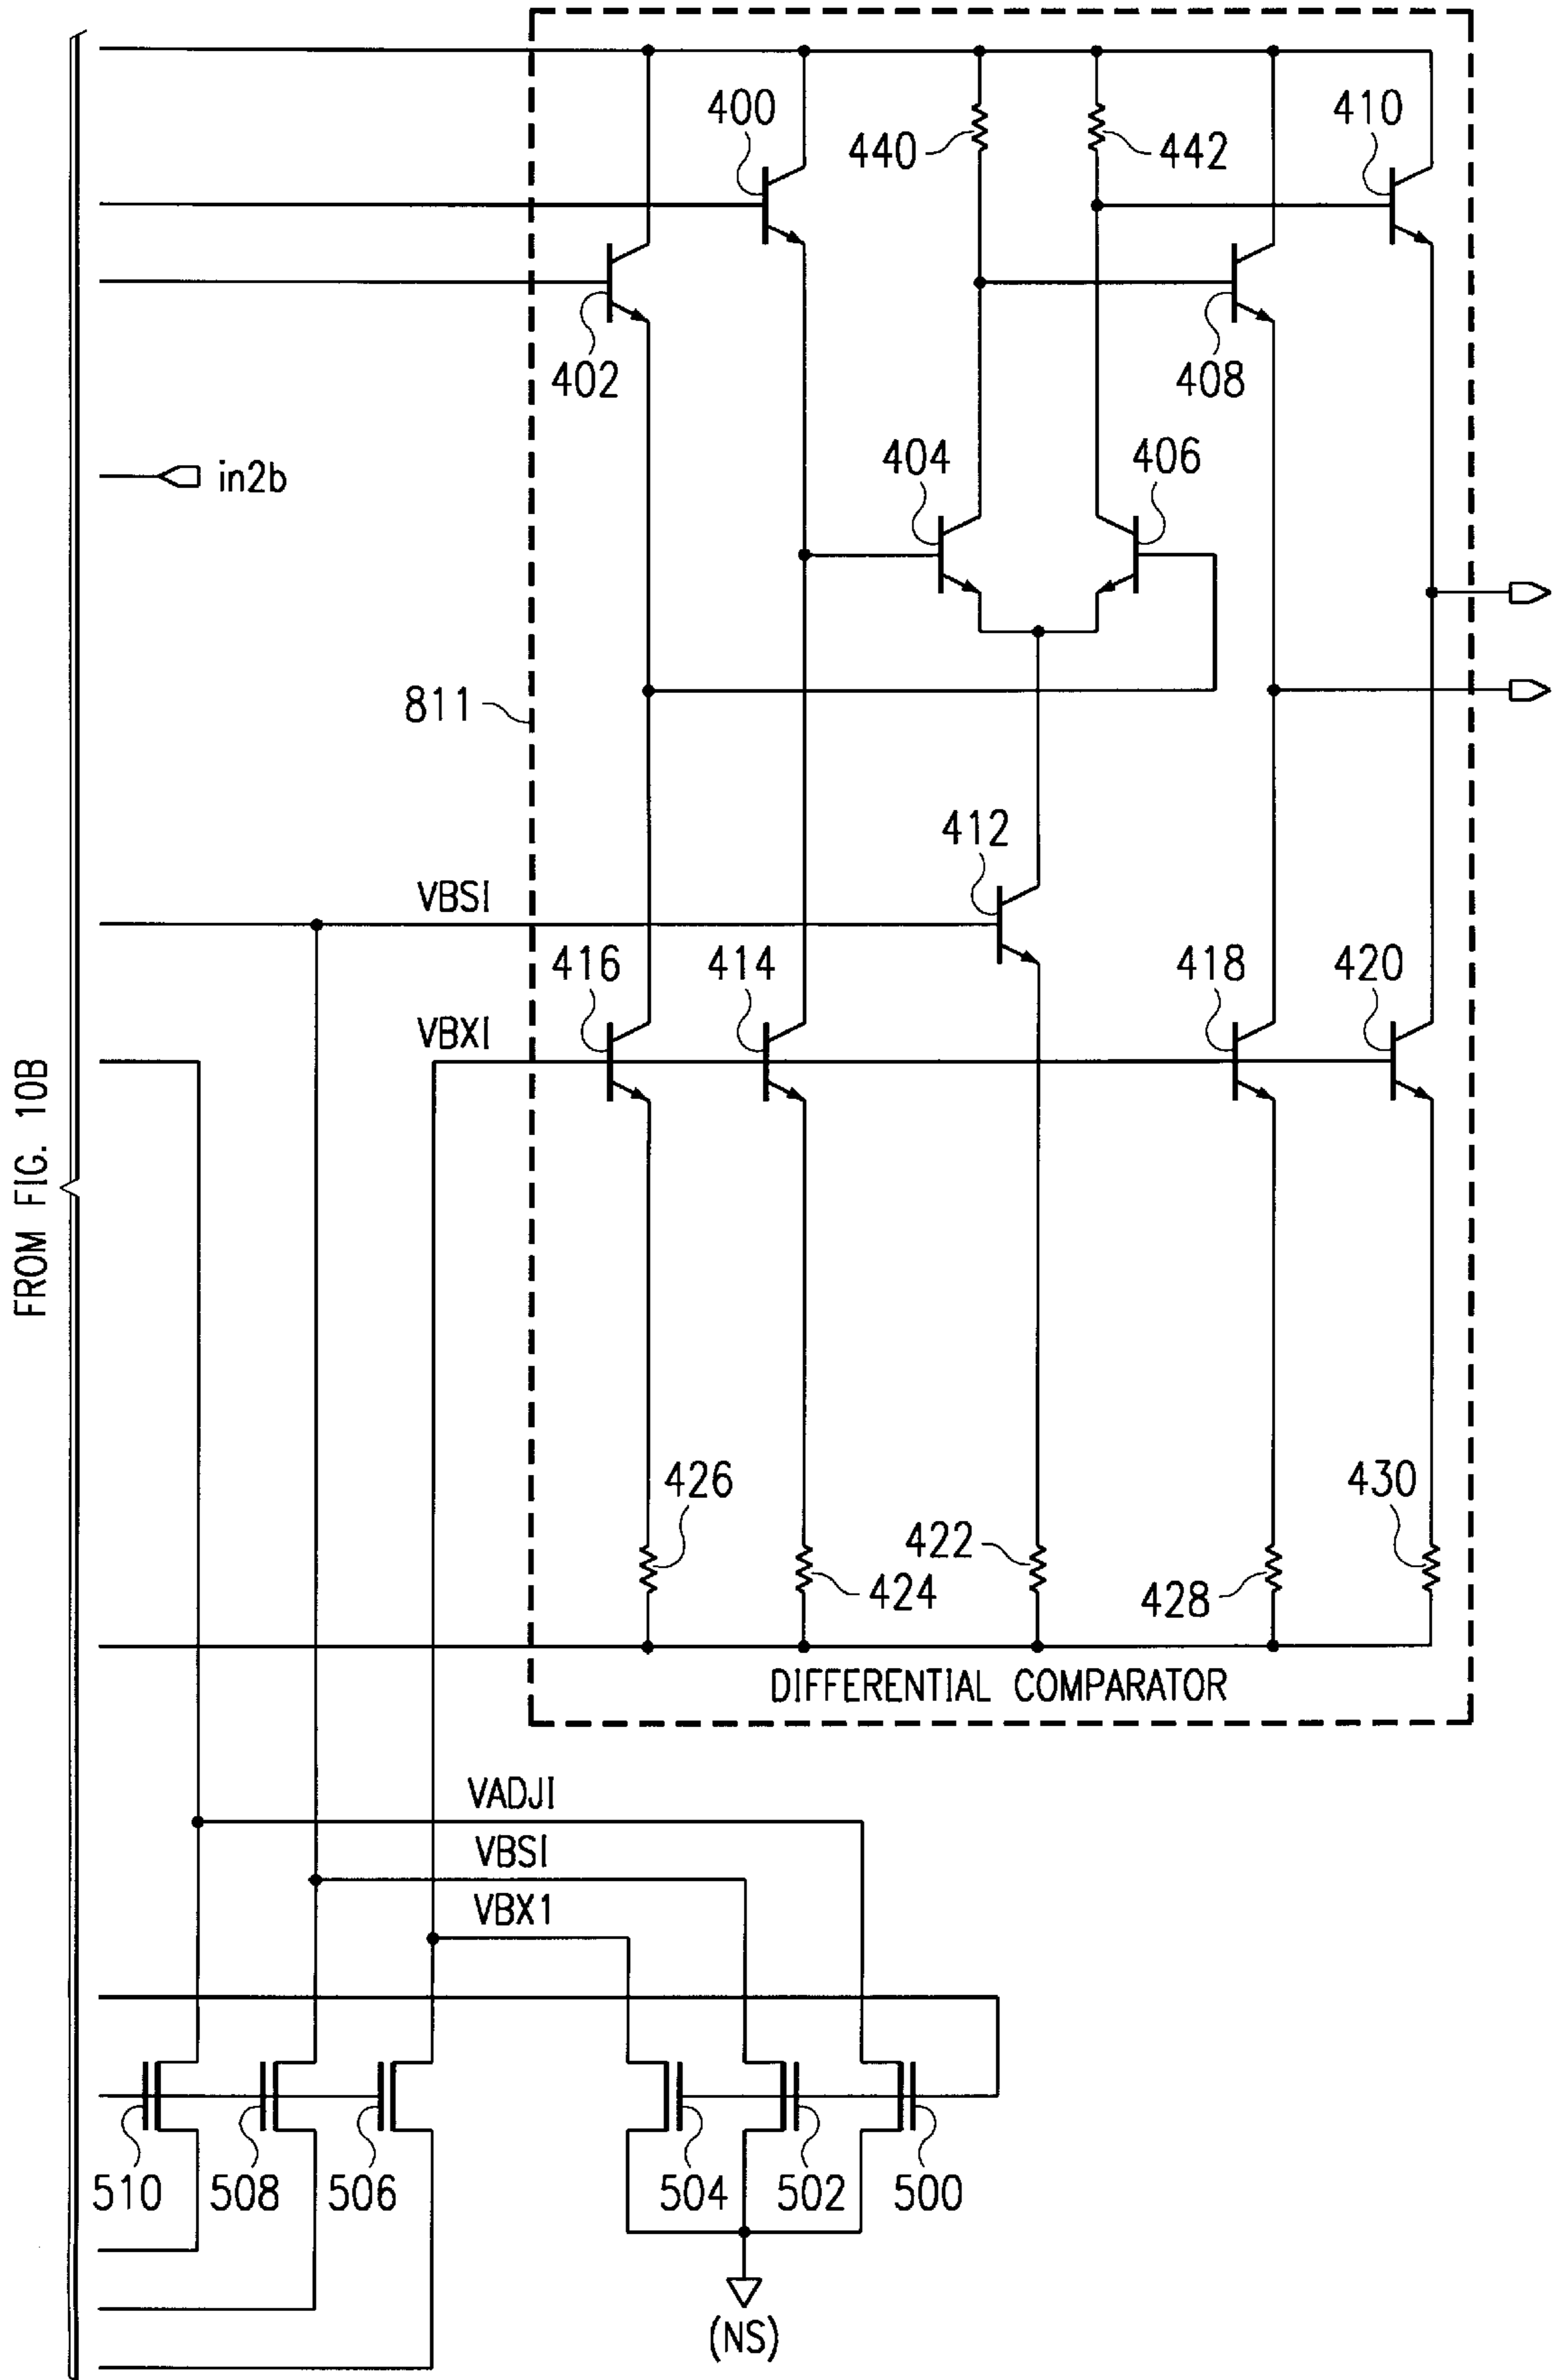 400
440
442
410
402
408
in2b
404
406
811
412
VBSI
416
414
418
420
VBXI
FROM FIG. 10B
426
424
422
428
430
DIFFERENTIAL COMPARATOR
VADJI
VBSI
VBX1
510
508
506
504
502
500
(NS)